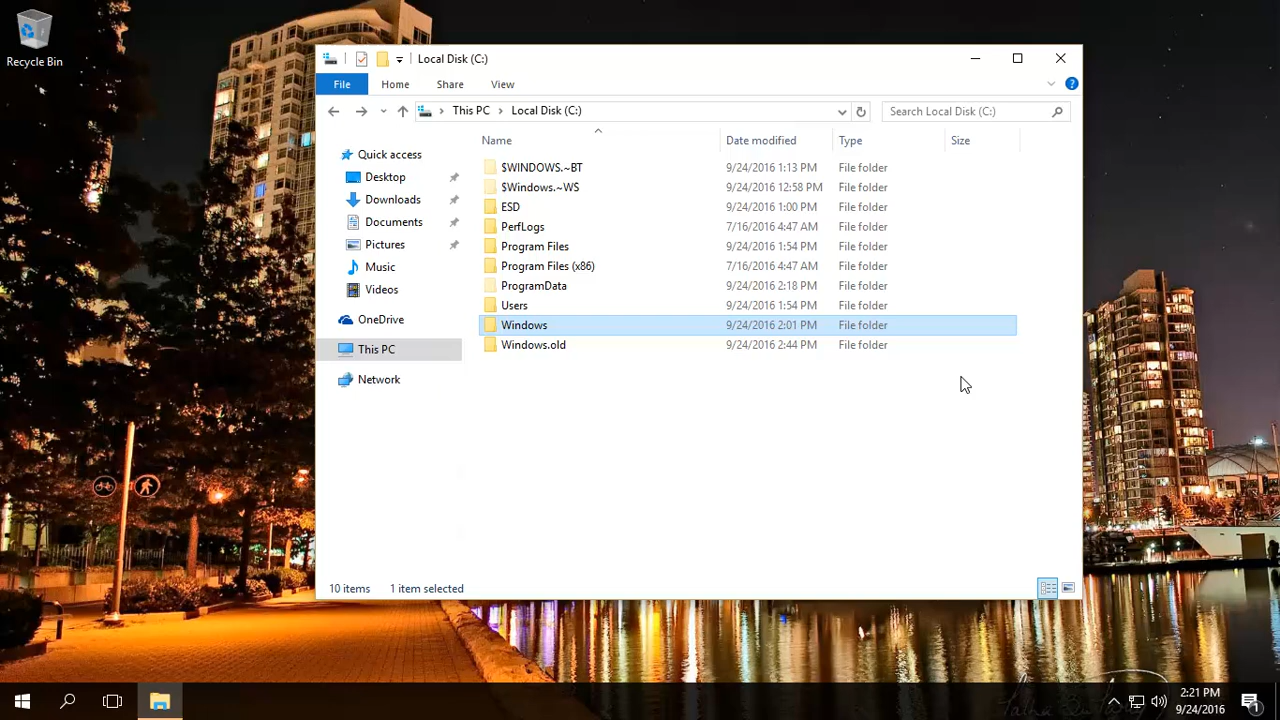 Recycle Bin
Local Disk (C:)
File Home Share View
This PC Local Disk (C:)
Search Local Disk (C:)
Name Date modified Type Size
Quick access
Desktop
Downloads
Documents
Pictures
Music
Videos
OneDrive
This PC
Network
$WINDOWS.~BT 9/24/2016 1:13 PM File folder
$Windows.~WS 9/24/2016 12:58 PM File folder
ESD 9/24/2016 1:00 PM File folder
PerfLogs 7/16/2016 4:47 AM File folder
Program Files 9/24/2016 1:54 PM File folder
Program Files (x86) 7/16/2016 4:47 AM File folder
ProgramData 9/24/2016 2:18 PM File folder
Users 9/24/2016 1:54 PM File folder
Windows 9/24/2016 2:01 PM File folder
Windows.old 9/24/2016 2:44 PM File folder
10 items 1 item selected
2:21 PM
9/24/2016
1